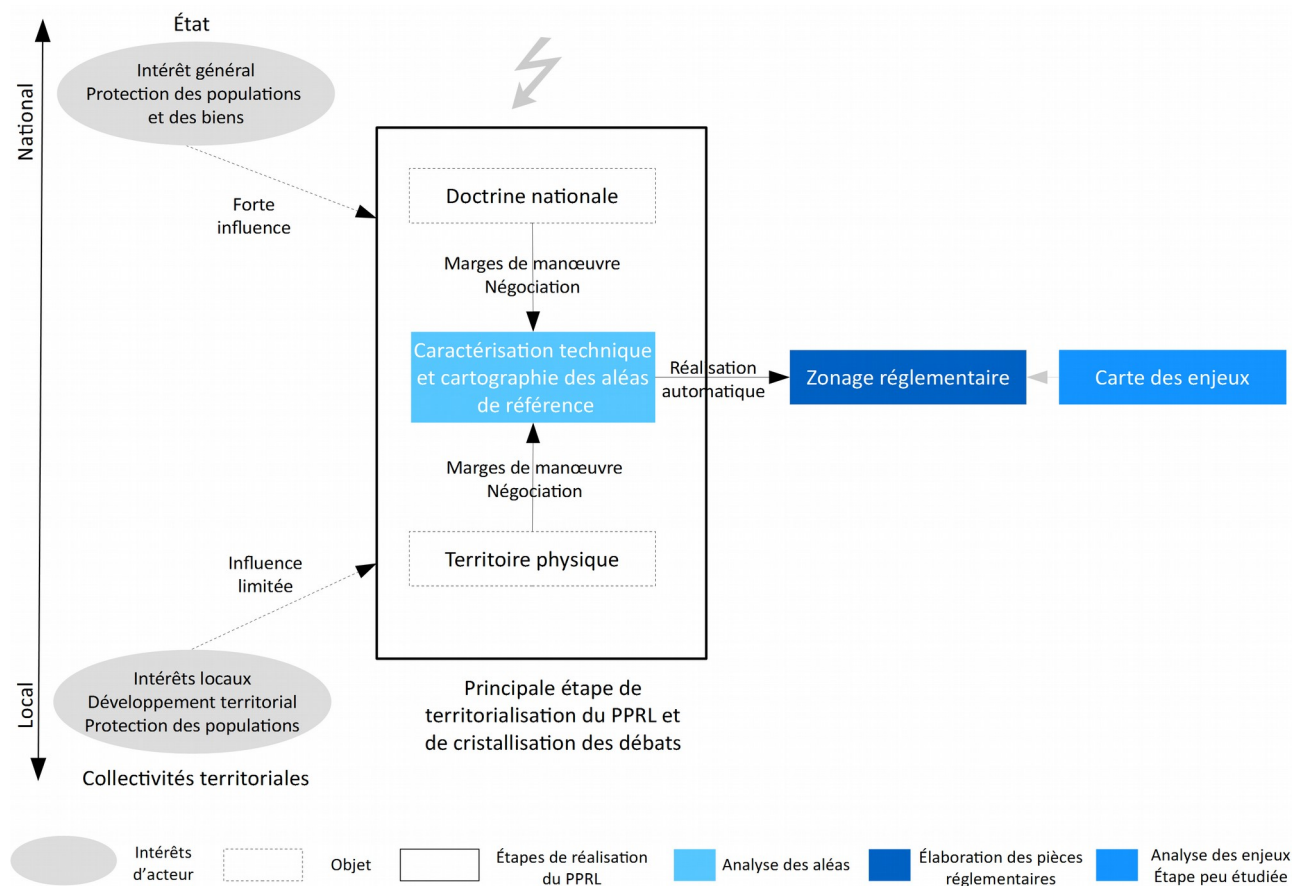 État
National
Intérêt général
Protection des populations
et des biens
Forte
influence
Doctrine nationale
Marges de manœuvre
Négociation
Caractérisation technique
et cartographie des aléas
de référence
Réalisation
automatique
Zonage réglementaire
Carte des enjeux
Marges de manœuvre
Négociation
Territoire physique
Influence
limitée
Local
Intérêts locaux
Développement territorial
Protection des populations
Collectivités territoriales
Principale étape de
territorialisation du PPRL et
de cristallisation des débats
Intérêts
d'acteur
Objet
Étapes de réalisation
du PPRL
Analyse des aléas
Élaboration des pièces
réglementaires
Analyse des enjeux
Étape peu étudiée